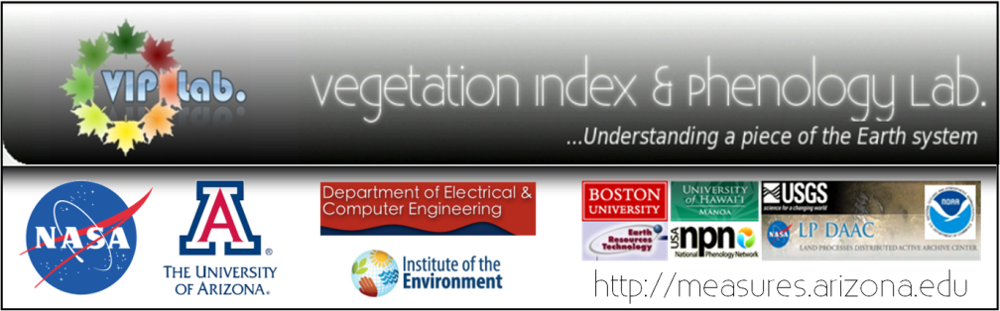 VIP Lab.
Vegetation Index & Phenology Lab.
...Understanding a piece of the Earth system
NASA
A
®
THE UNIVERSITY
OF ARIZONA®
Department of Electrical &
Computer Engineering
Institute of the
Environment
BOSTON
UNIVERSITY
UNIVERSITY
of HAWAI'I
MANOA
USGS
science for a changing world
NOAA
Earth
Resources
Technology
USA
npn
National Phenology Network
NASA
LP DAAC
LAND PROCESSES DISTRIBUTED ACTIVE ARCHIVE CENTER
http://measures.arizona.edu